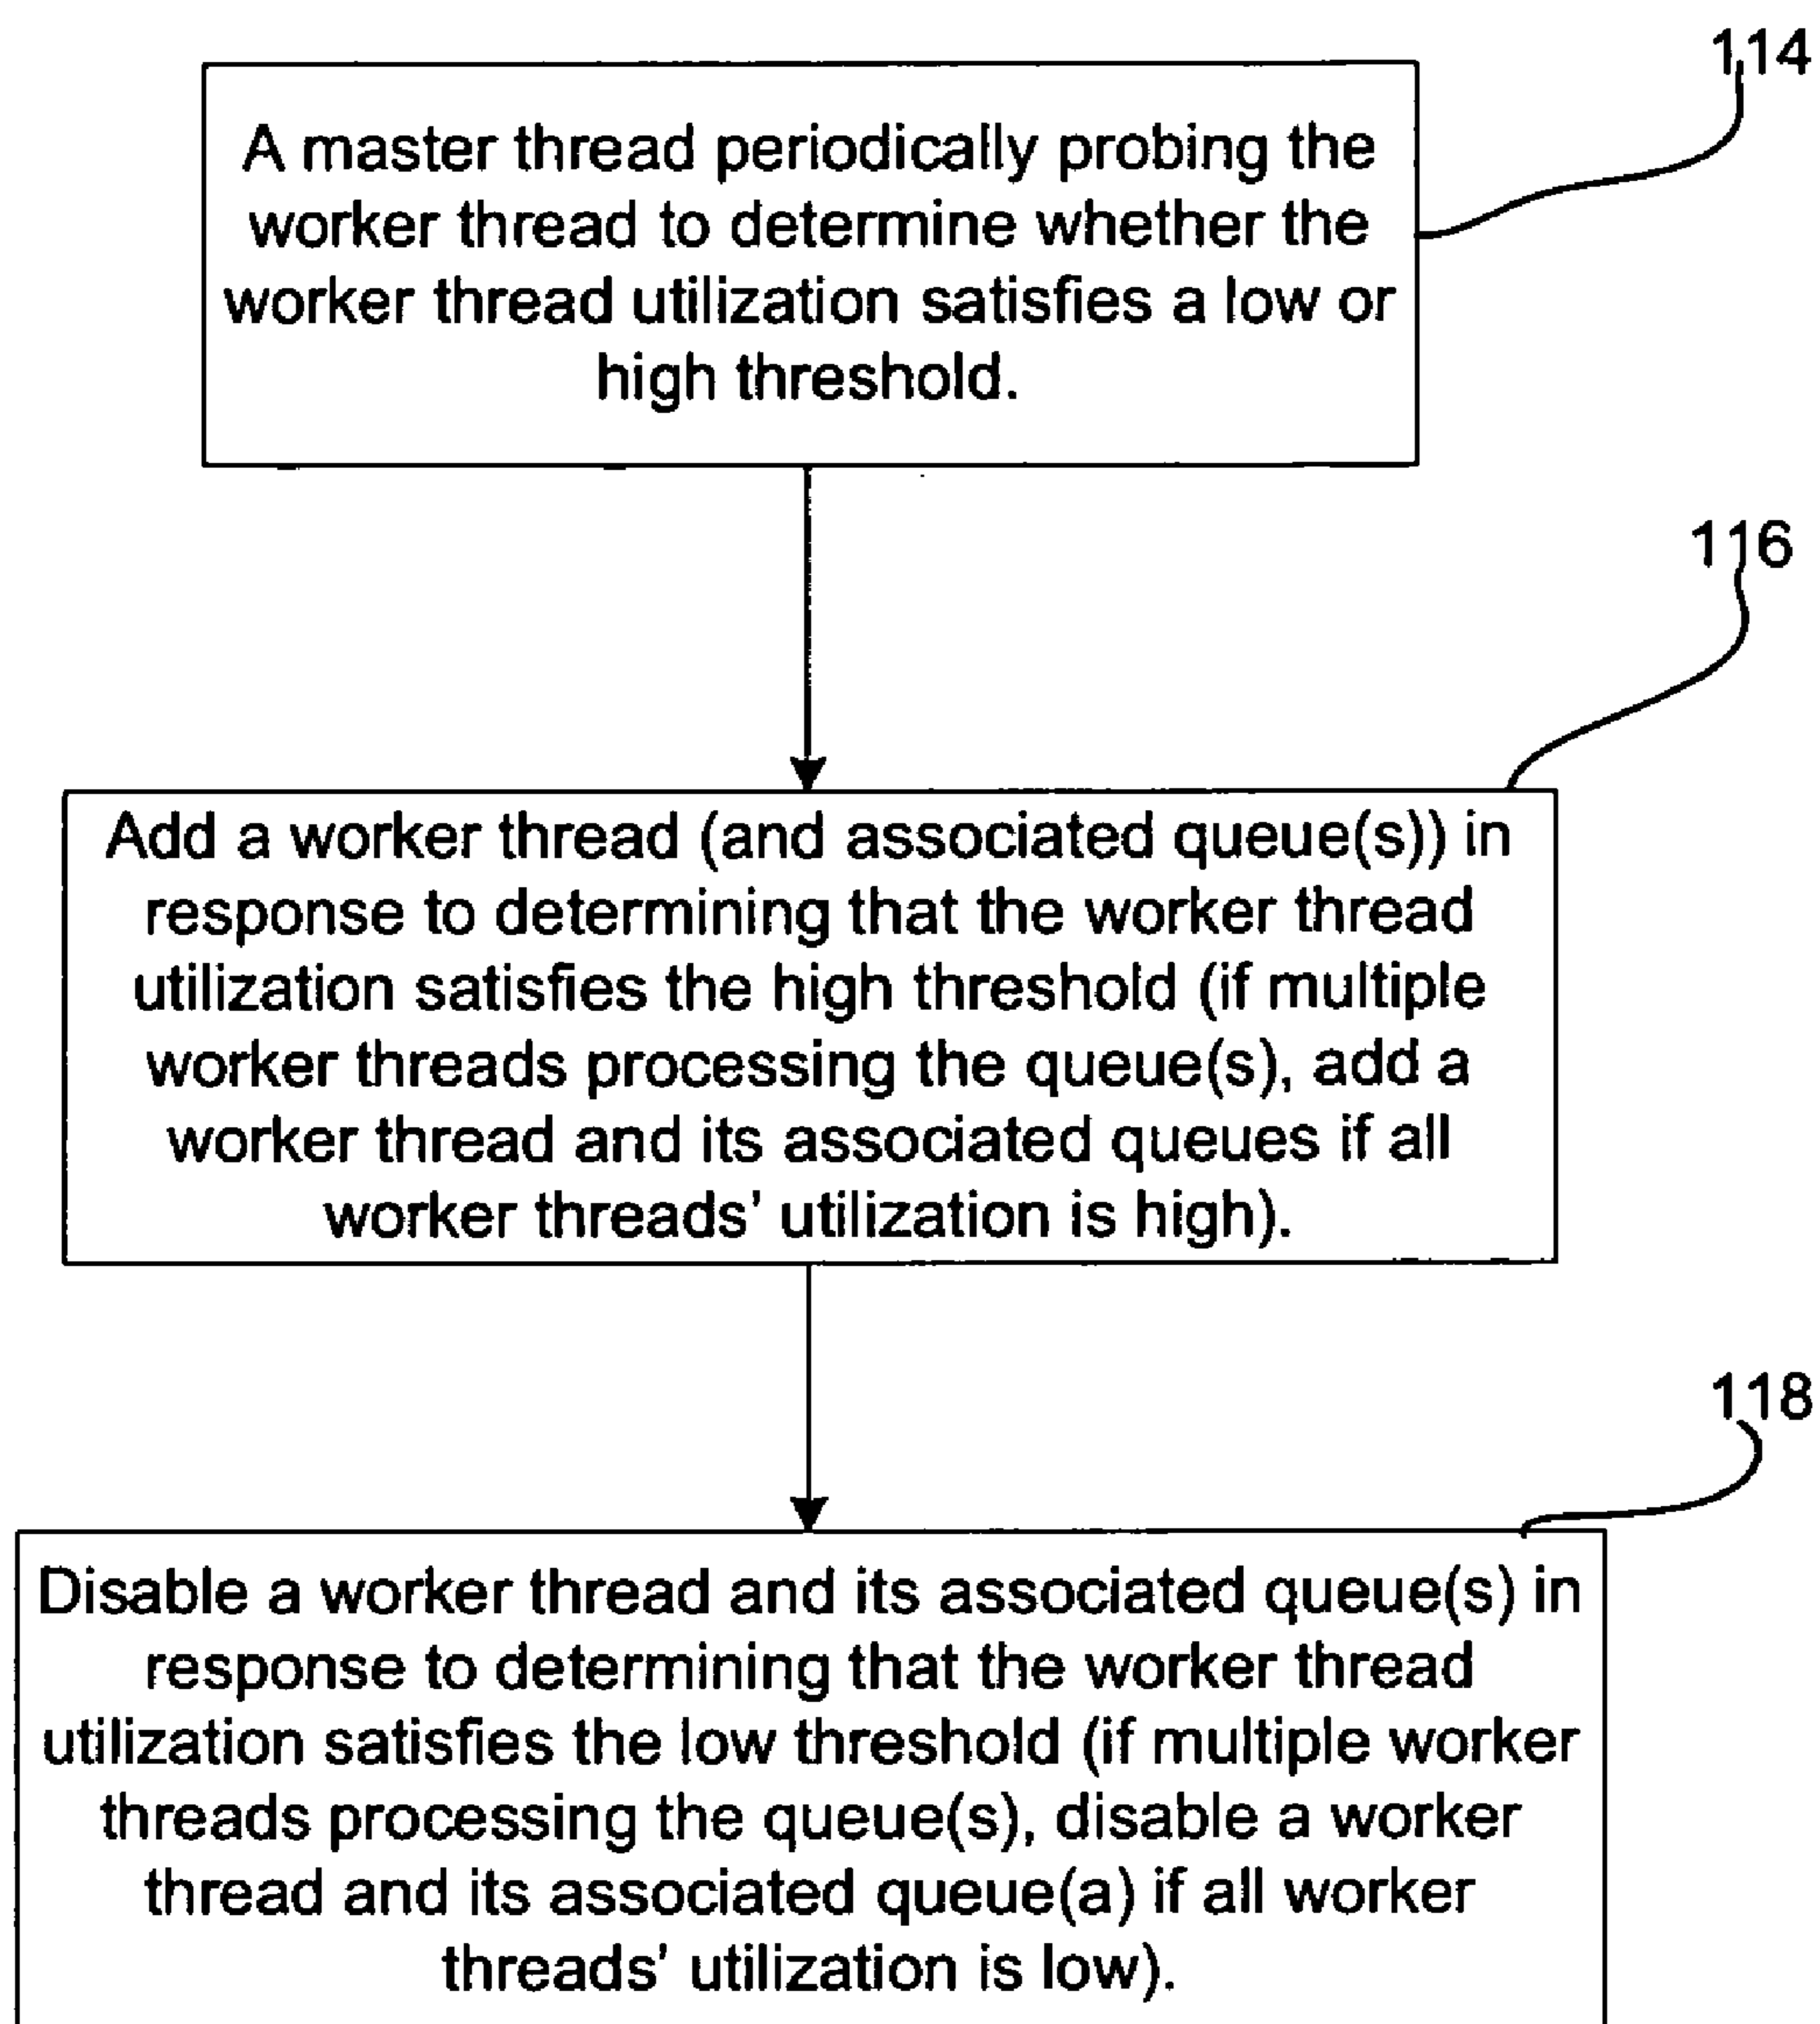 114
A master thread periodically probing the
worker thread to determine whether the
worker thread utilization satisfies a low or
high threshold.
116
Add a worker thread (and associated queue(s)) in
response to determining that the worker thread
utilization satisfies the high threshold (if multiple
worker threads processing the queue(s), add a
worker thread and its associated queues if all
worker threads’ utilization is high).
118
Disable a worker thread and its associated queue(s) in
response to determining that the worker thread
utilization satisfies the low threshold (if multiple worker
threads processing the queue(s), disable a worker
thread and its associated queue(a) if all worker
threads’ utilization is low).